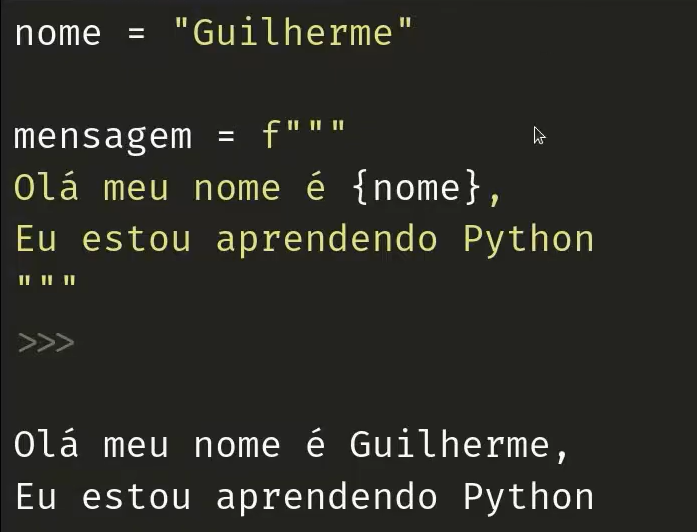 nome = "Guilherme"
mensagem = f"""
Olá meu nome é {nome},
Eu estou aprendendo Python
"""
>>>
Olá meu nome é Guilherme,
Eu estou aprendendo Python